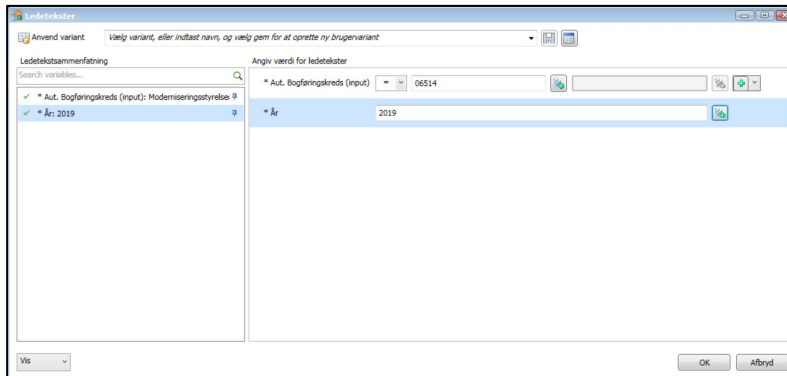 Ledetekster
Anvend variant Vælg variant, eller indtast navn, og vælg gem for at oprette ny brugervariant
Ledetekstsammenfatning Angiv værdi for ledetekster
Search variables...
* Aut. Bogføringskreds (input) = 06514
* Aut. Bogføringskreds (input): Moderniseringsstyrelsen
* År: 2019 * År 2019
Vis OK Afbryd